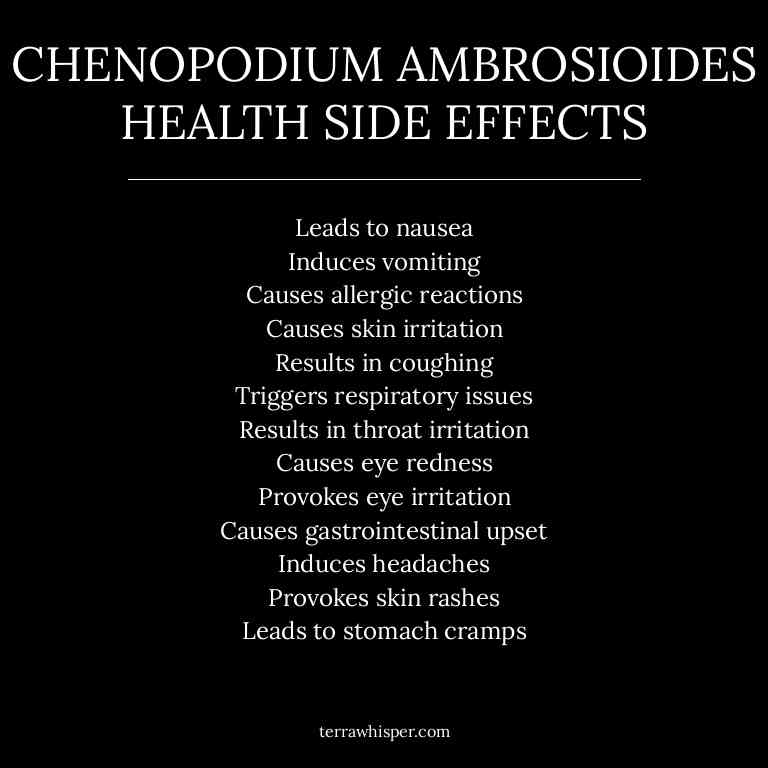 CHENOPODIUM AMBROSIOIDES
HEALTH SIDE EFFECTS
Leads to nausea
Induces vomiting
Causes allergic reactions
Causes skin irritation
Results in coughing
Triggers respiratory issues
Results in throat irritation
Causes eye redness
Provokes eye irritation
Causes gastrointestinal upset
Induces headaches
Provokes skin rashes
Leads to stomach cramps
terrawhisper.com